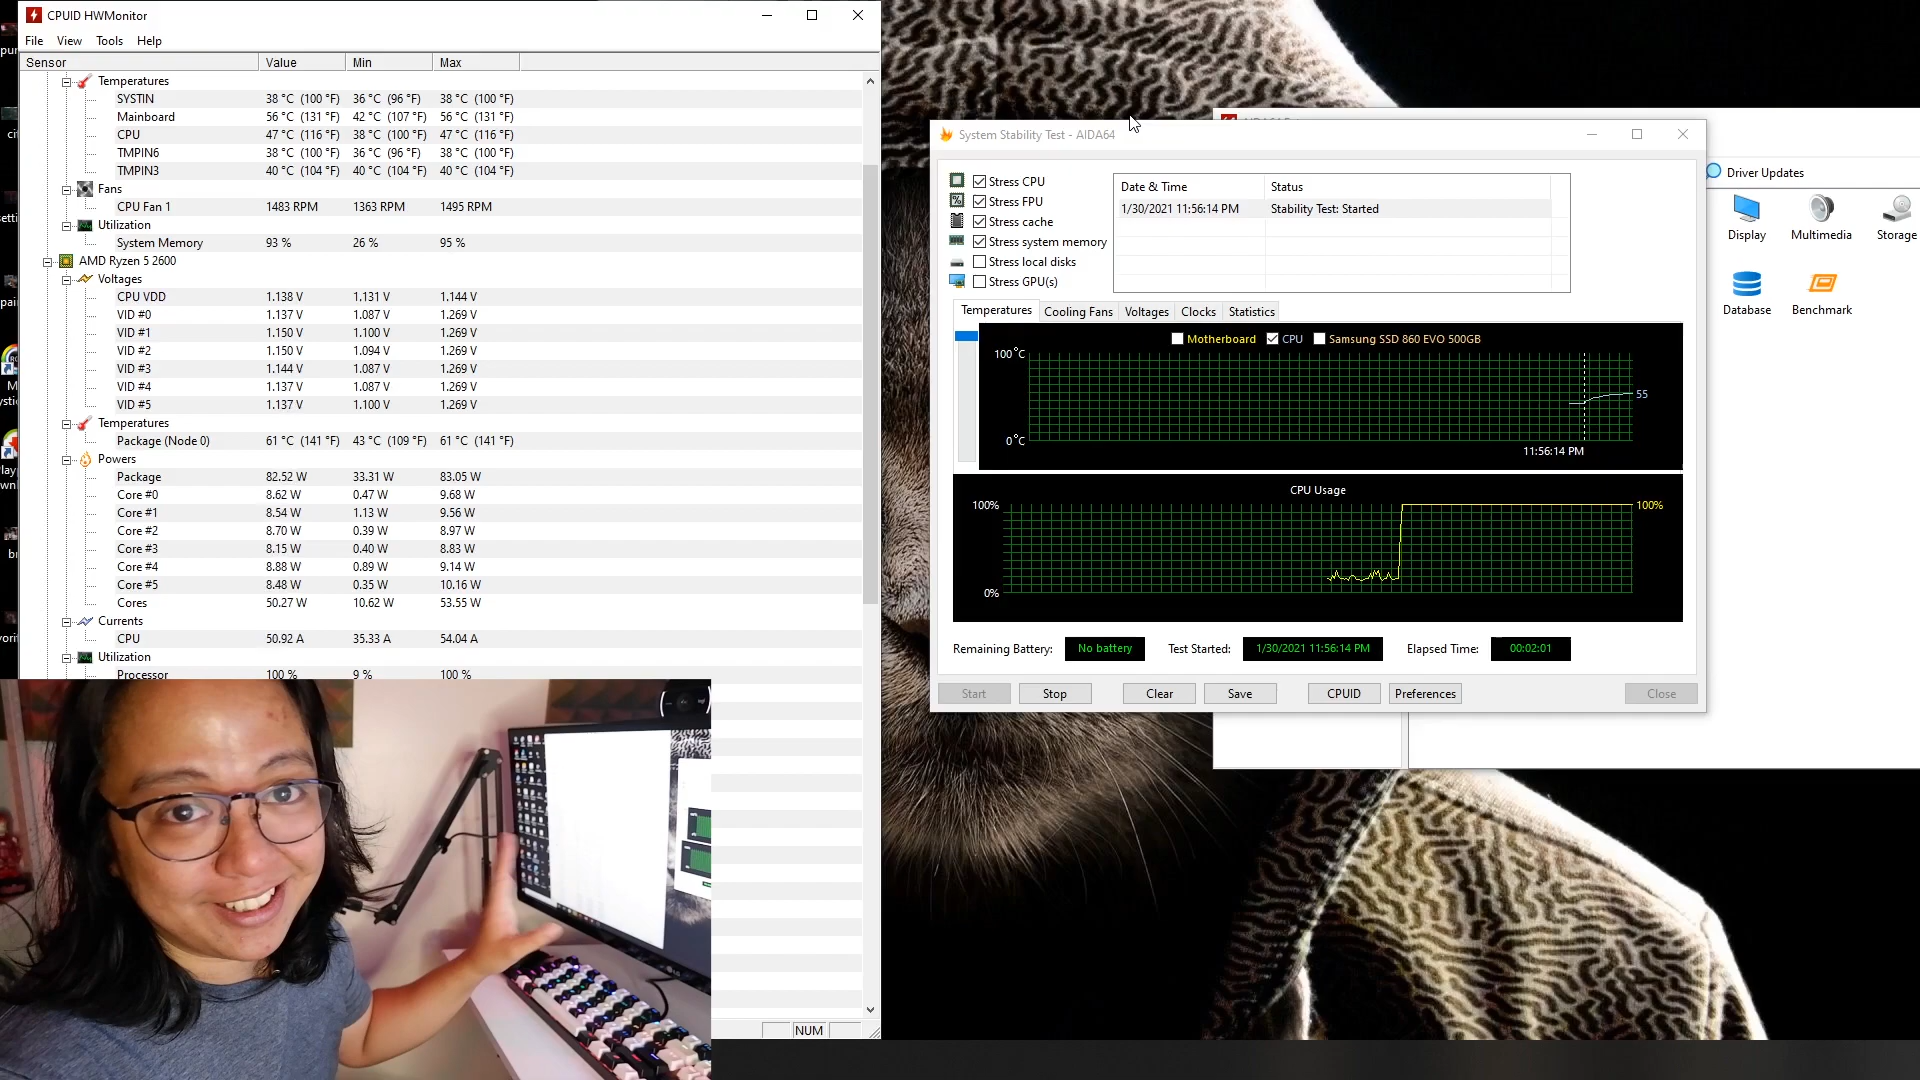 CPUID HWMonitor
File View Tools Help
Sensor Value Min Max
Temperatures
SYSTIN 38 °C (100 °F) 36 °C (96 °F) 38 °C (100 °F)
Mainboard 56 °C (131 °F) 42 °C (107 °F) 56 °C (131 °F)
CPU 47 °C (116 °F) 38 °C (100 °F) 47 °C (116 °F)
TMPIN6 38 °C (100 °F) 36 °C (96 °F) 38 °C (100 °F)
TMPIN3 40 °C (104 °F) 40 °C (104 °F) 40 °C (104 °F)
Fans
CPU Fan 1 1483 RPM 1363 RPM 1495 RPM
Utilization
System Memory 93 % 26 % 95 %
AMD Ryzen 5 2600
Voltages
CPU VDD 1.138 V 1.131 V 1.144 V
VID #0 1.137 V 1.087 V 1.269 V
VID #1 1.150 V 1.100 V 1.269 V
VID #2 1.150 V 1.094 V 1.269 V
VID #3 1.144 V 1.087 V 1.269 V
VID #4 1.137 V 1.087 V 1.269 V
VID #5 1.137 V 1.100 V 1.269 V
Temperatures
Package (Node 0) 61 °C (141 °F) 43 °C (109 °F) 61 °C (141 °F)
Powers
Package 82.52 W 33.31 W 83.05 W
Core #0 8.62 W 0.47 W 9.68 W
Core #1 8.54 W 1.13 W 9.56 W
Core #2 8.70 W 0.39 W 8.97 W
Core #3 8.15 W 0.40 W 8.83 W
Core #4 8.88 W 0.89 W 9.14 W
Core #5 8.48 W 0.35 W 10.16 W
Cores 50.27 W 10.62 W 53.55 W
Currents
CPU 50.92 A 35.33 A 54.04 A
Utilization
Processor 100 % 9 % 100 %
NUM
System Stability Test - AIDA64
Stress CPU
Stress FPU
Stress cache
Stress system memory
Stress local disks
Stress GPU(s)
Date & Time Status
1/30/2021 11:56:14 PM Stability Test: Started
Temperatures Cooling Fans Voltages Clocks Statistics
Motherboard CPU Samsung SSD 860 EVO 500GB
100°C
55
0°C
11:56:14 PM
CPU Usage
100% 100%
0%
Remaining Battery: No battery Test Started: 1/30/2021 11:56:14 PM Elapsed Time: 00:02:01
Start Stop Clear Save CPUID Preferences Close
Driver Updates
Display Multimedia Storage
Database Benchmark